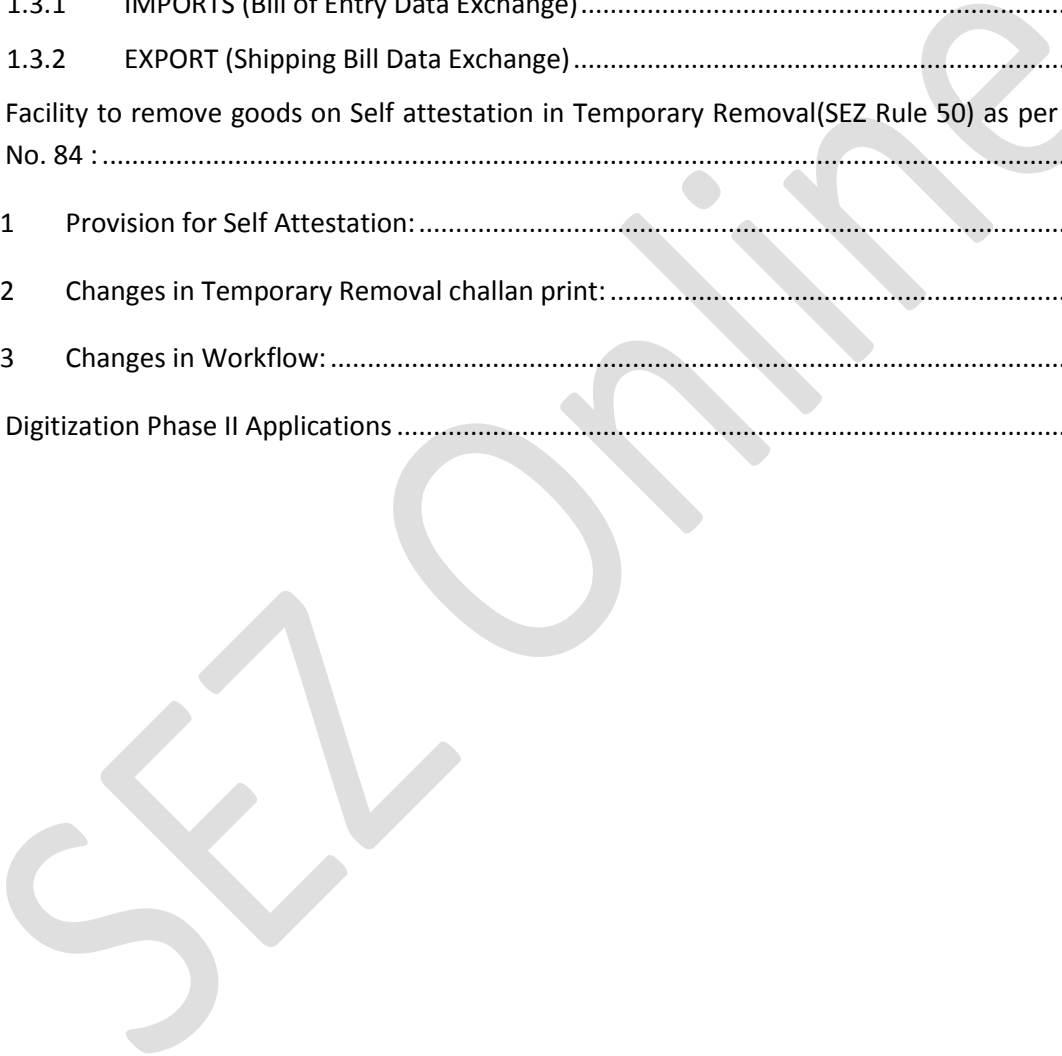 1.3.1 IMPORTS (Bill of Entry Data Exchange)..........
1.3.2 EXPORT (Shipping Bill Data Exchange)..........
Facility to remove goods on Self attestation in Temporary Removal(SEZ Rule 50) as per
No. 84 :..........
1 Provision for Self Attestation:..........
2 Changes in Temporary Removal challan print:..........
3 Changes in Workflow:..........
Digitization Phase II Applications..........
SEZ Online